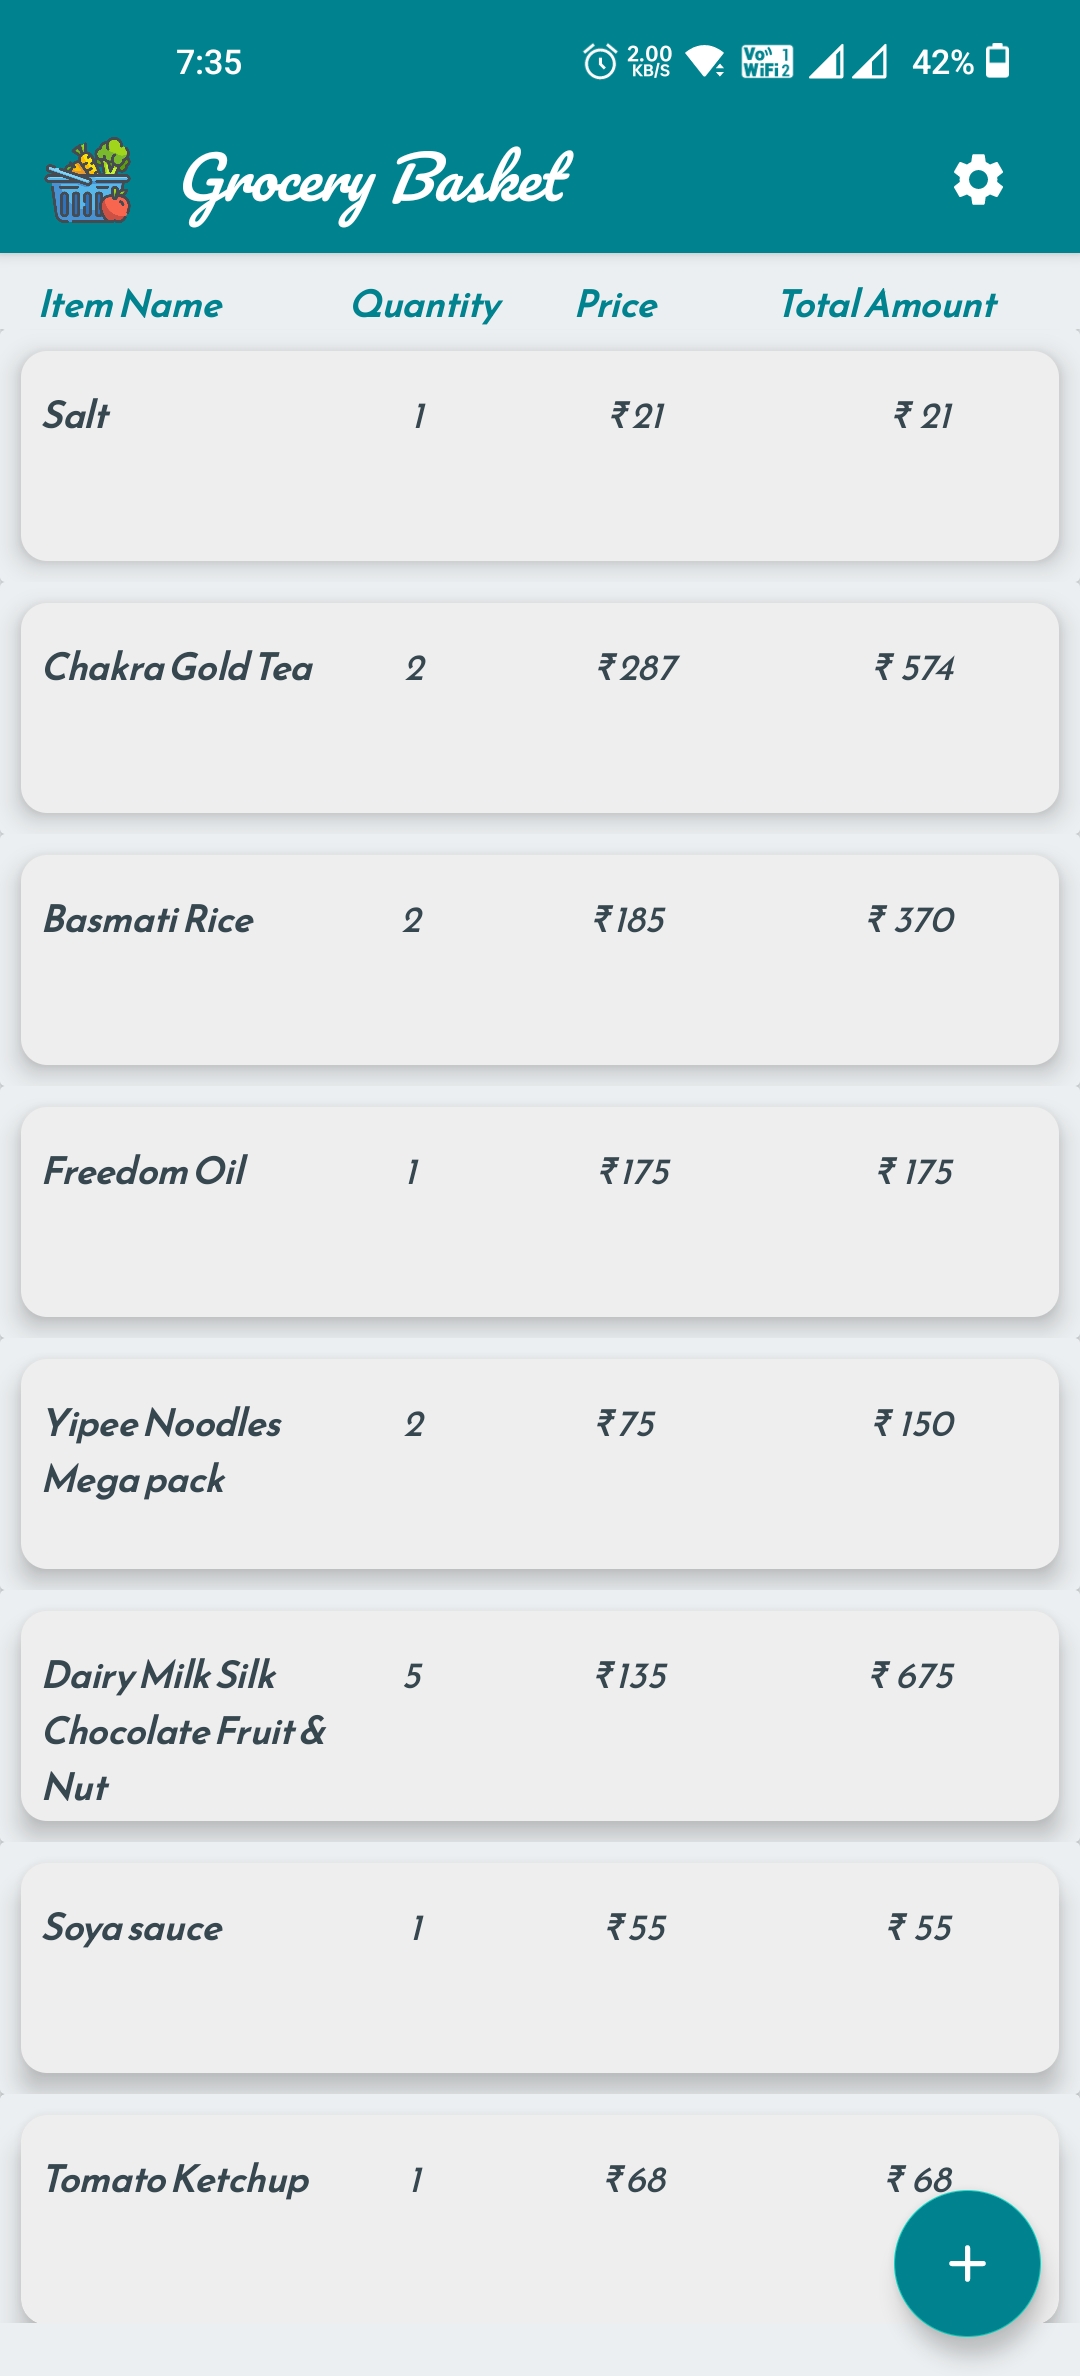 7:35 2.00 KB/S Vo WiFi 1 2 42%
Grocery Basket
Item Name Quantity Price Total Amount
Salt 1 ₹21 ₹ 21
Chakra Gold Tea 2 ₹287 ₹ 574
Basmati Rice 2 ₹185 ₹ 370
Freedom Oil 1 ₹175 ₹ 175
Yipee Noodles 2 ₹75 ₹ 150
Mega pack
Dairy Milk Silk 5 ₹135 ₹ 675
Chocolate Fruit &
Nut
Soya sauce 1 ₹55 ₹ 55
Tomato Ketchup 1 ₹68 ₹ 68
+